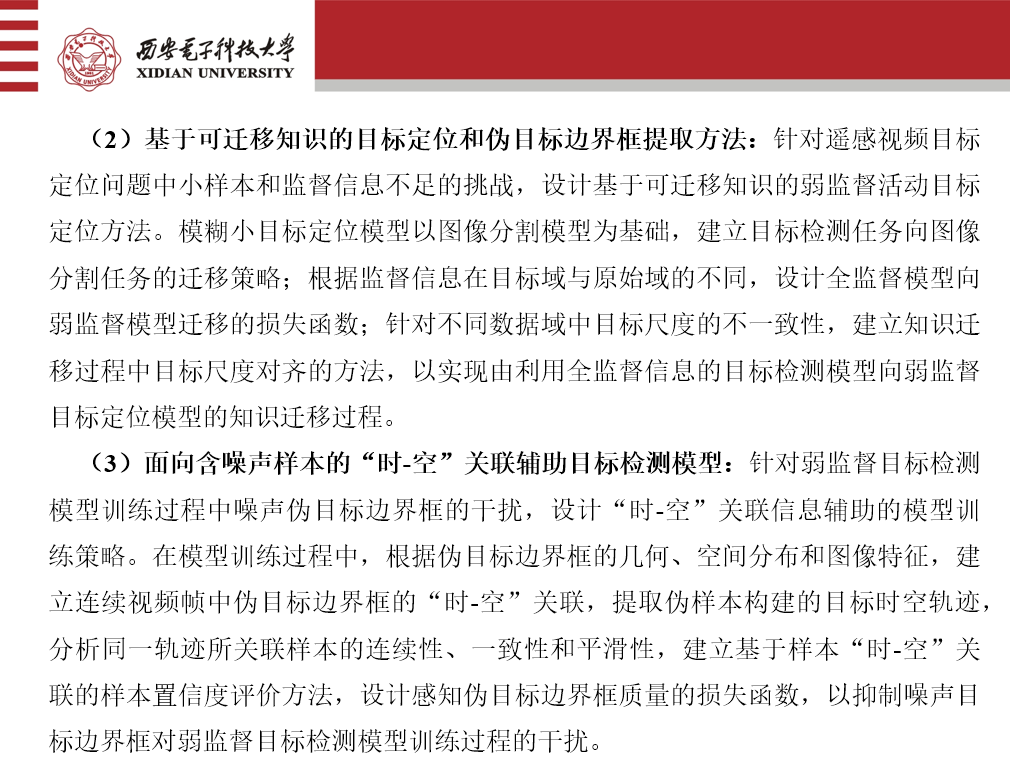 西安电子科技大学
XIDIAN UNIVERSITY
（2）基于可迁移知识的目标定位和伪目标边界框提取方法：针对遥感视频目标
定位问题中小样本和监督信息不足的挑战，设计基于可迁移知识的弱监督活动目标
定位方法。模糊小目标定位模型以图像分割模型为基础，建立目标检测任务向图像
分割任务的迁移策略；根据监督信息在目标域与原始域的不同，设计全监督模型向
弱监督模型迁移的损失函数；针对不同数据域中目标尺度的不一致性，建立知识迁
移过程中目标尺度对齐的方法，以实现由利用全监督信息的目标检测模型向弱监督
目标定位模型的知识迁移过程。
（3）面向含噪声样本的“时-空”关联辅助目标检测模型：针对弱监督目标检测
模型训练过程中噪声伪目标边界框的干扰，设计“时-空”关联信息辅助的模型训
练策略。在模型训练过程中，根据伪目标边界框的几何、空间分布和图像特征，建
立连续视频帧中伪目标边界框的“时-空”关联，提取伪样本构建的目标时空轨迹，
分析同一轨迹所关联样本的连续性、一致性和平滑性，建立基于样本“时-空”关
联的样本置信度评价方法，设计感知伪目标边界框质量的损失函数，以抑制噪声目
标边界框对弱监督目标检测模型训练过程的干扰。